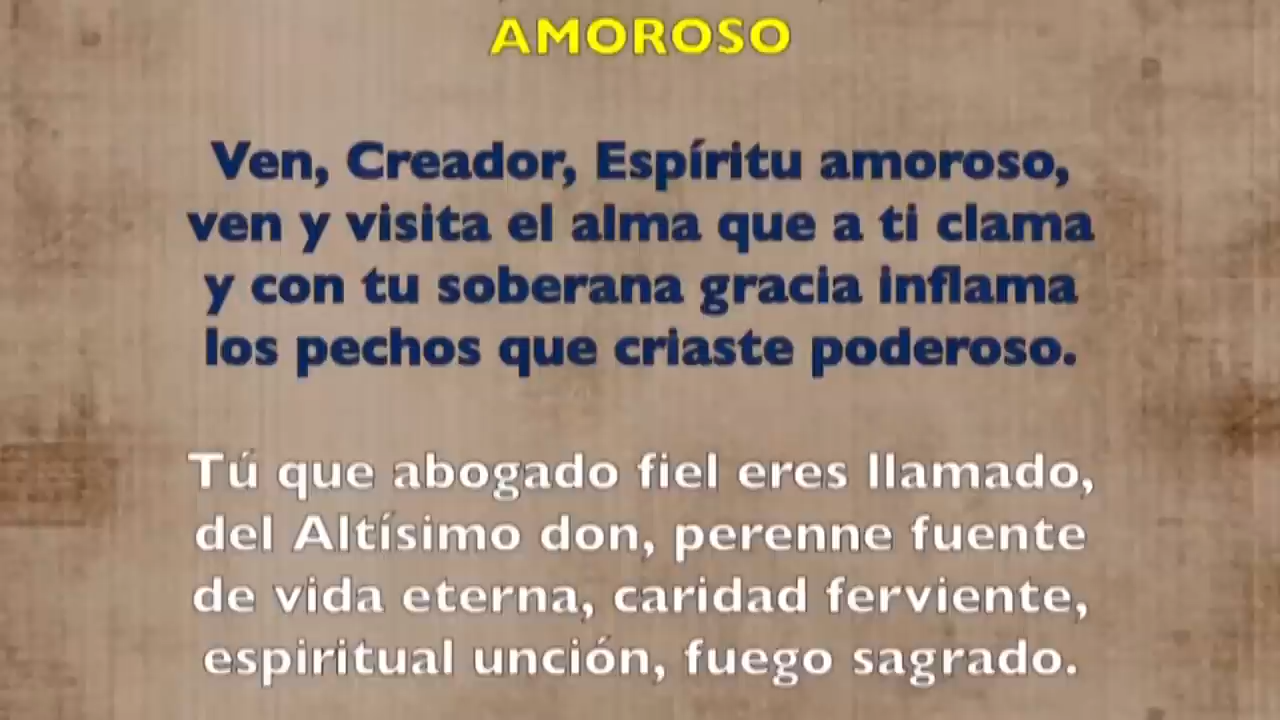 AMOROSO
Ven, Creador, Espíritu amoroso,
ven y visita el alma que a ti clama
y con tu soberana gracia inflama
los pechos que criaste poderoso.
Tú que abogado fiel eres llamado,
del Altísimo don, perenne fuente
de vida eterna, caridad ferviente,
espiritual unción, fuego sagrado.